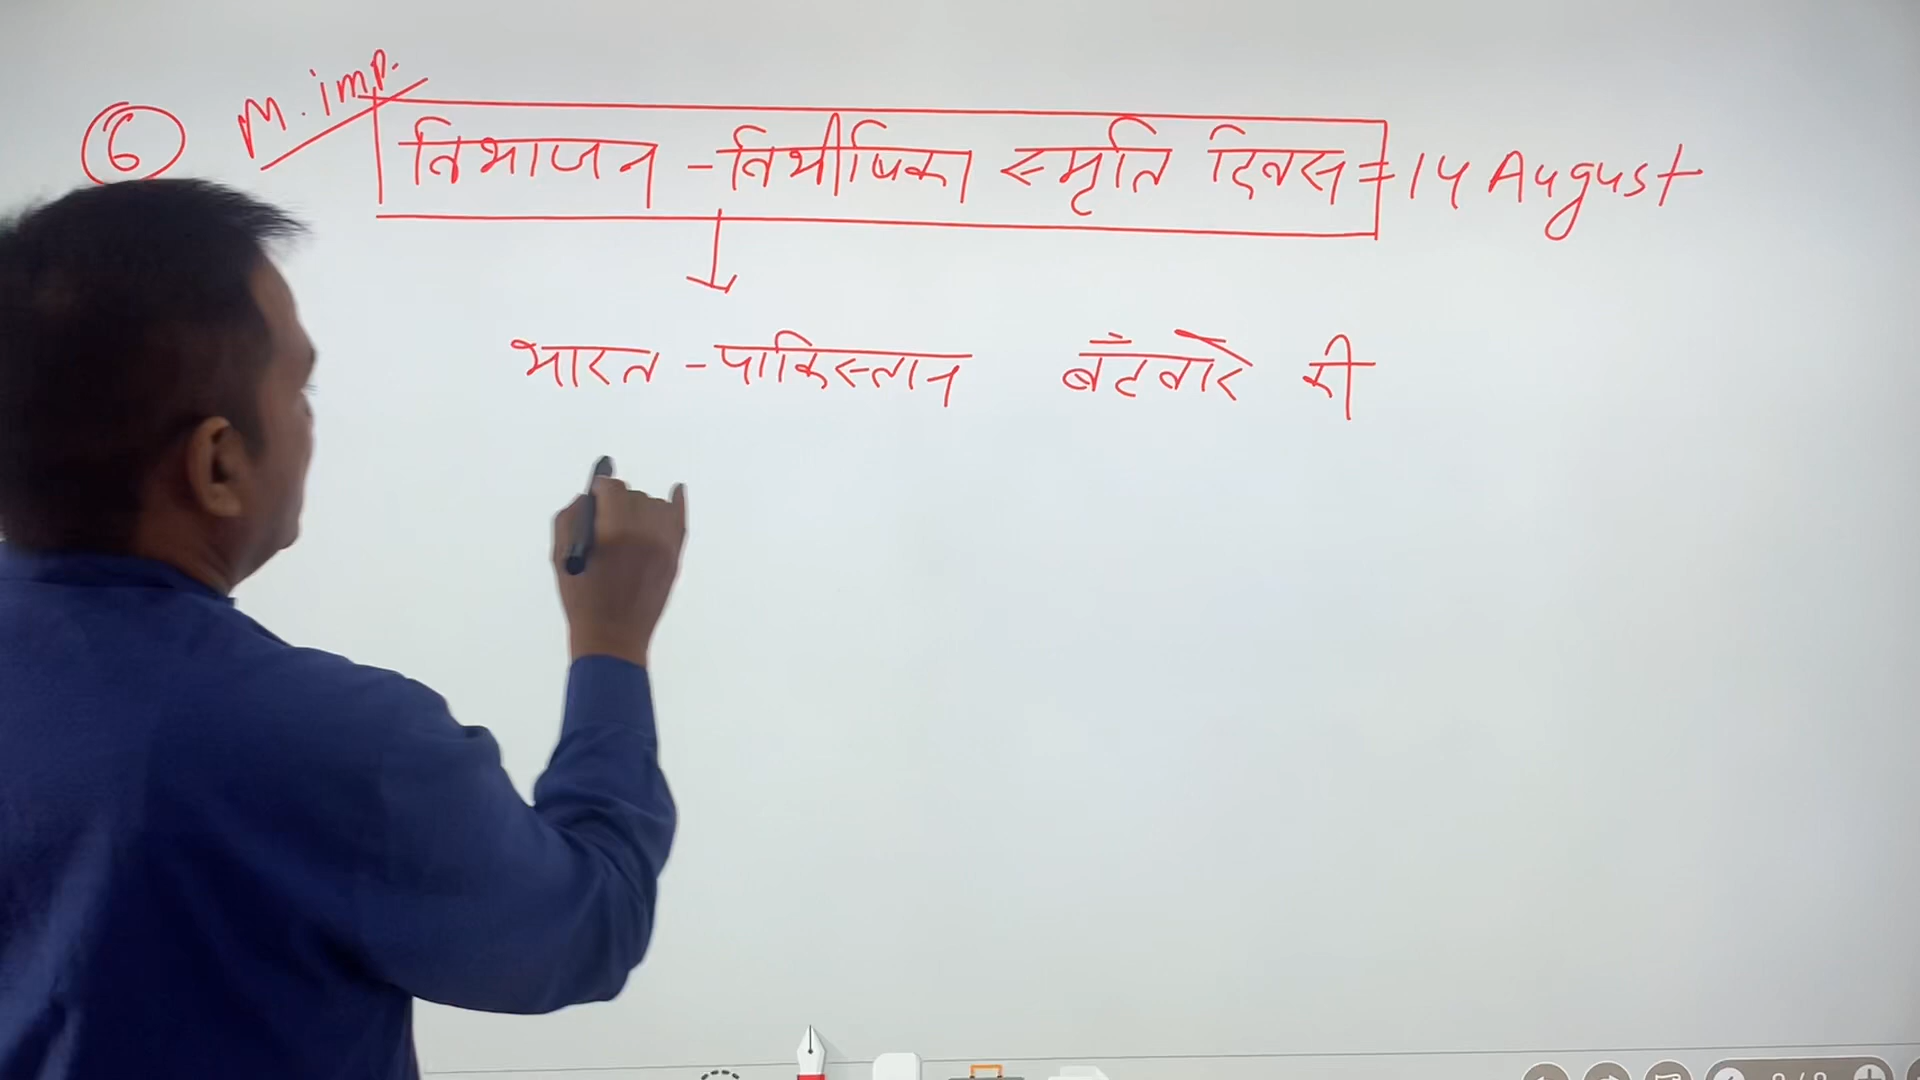 ⑥ M. imp. विभाजन - विभीषिका स्मृति दिवस = 14 August
भारत - पाकिस्तान बँटवारे की